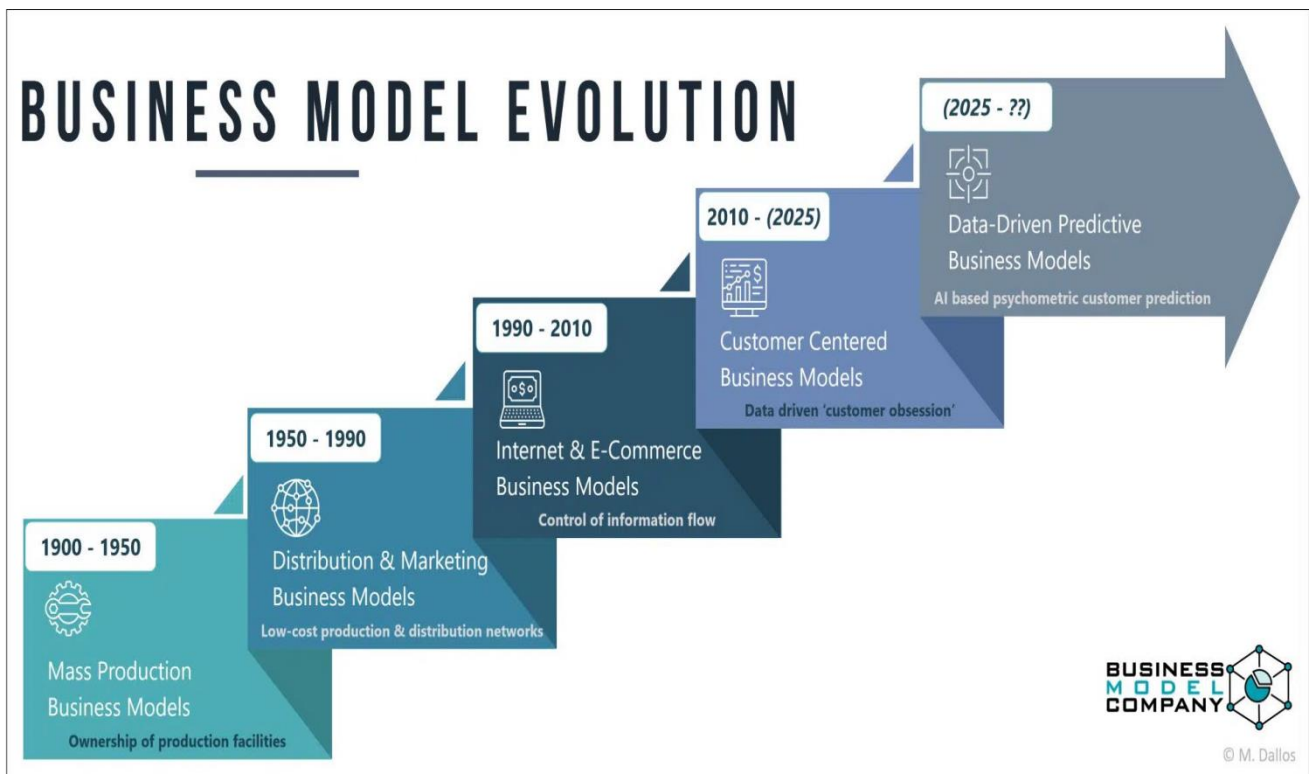 BUSINESS MODEL EVOLUTION
1900 - 1950
Mass Production
Business Models
Ownership of production facilities
1950 - 1990
Distribution & Marketing
Business Models
Low-cost production & distribution networks
1990 - 2010
Internet & E-Commerce
Business Models
Control of information flow
2010 - (2025)
Customer Centered
Business Models
Data driven 'customer obsession'
(2025 - ??)
Data-Driven Predictive
Business Models
AI based psychometric customer prediction
BUSINESS
MODEL
COMPANY
© M. Dallos